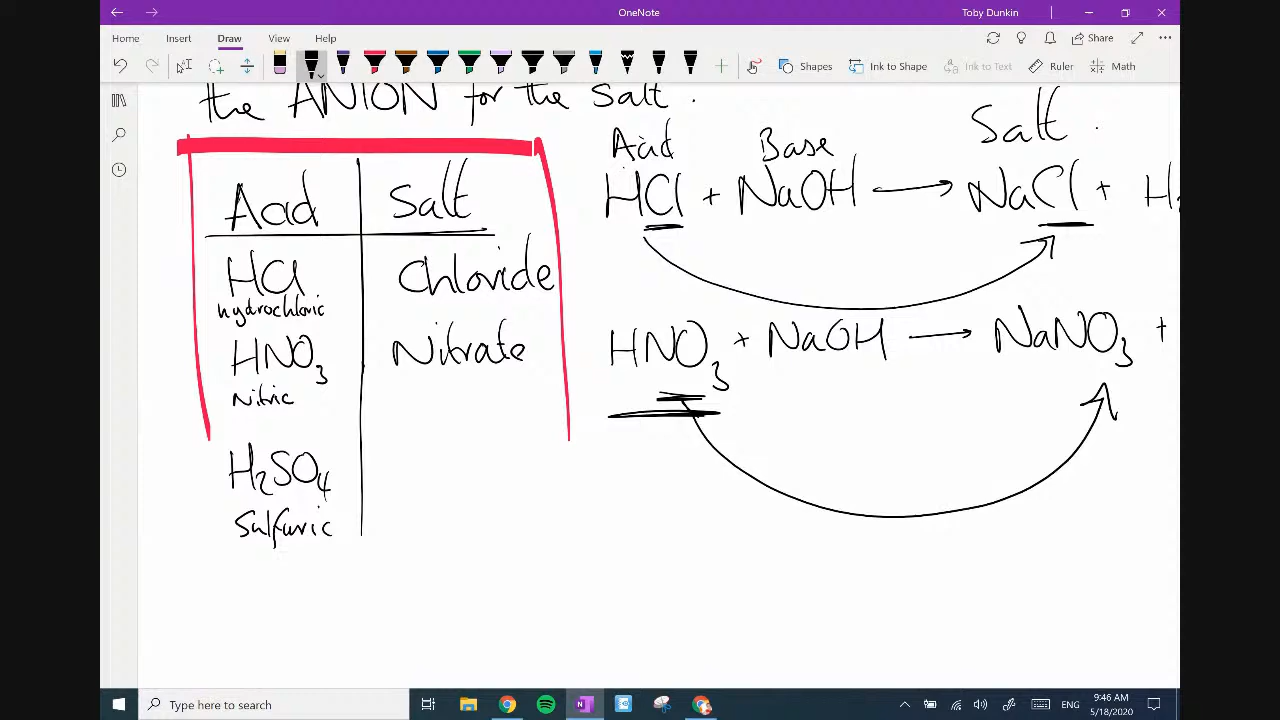 OneNote
Toby Dunkin
Home Insert Draw View Help
Share
Shapes Ink to Shape Ink to Text Ruler Math
the ANION for the salt.
Acid Base Salt.
HCl + NaOH → NaCl + H₂
Acid Salt
HCl Chloride
hydrochloric
HNO₃ Nitrate
Nitric
HNO₃ + NaOH → NaNO₃ +
H₂SO₄
Sulfuric
Type here to search
ENG
9:46 AM
5/18/2020